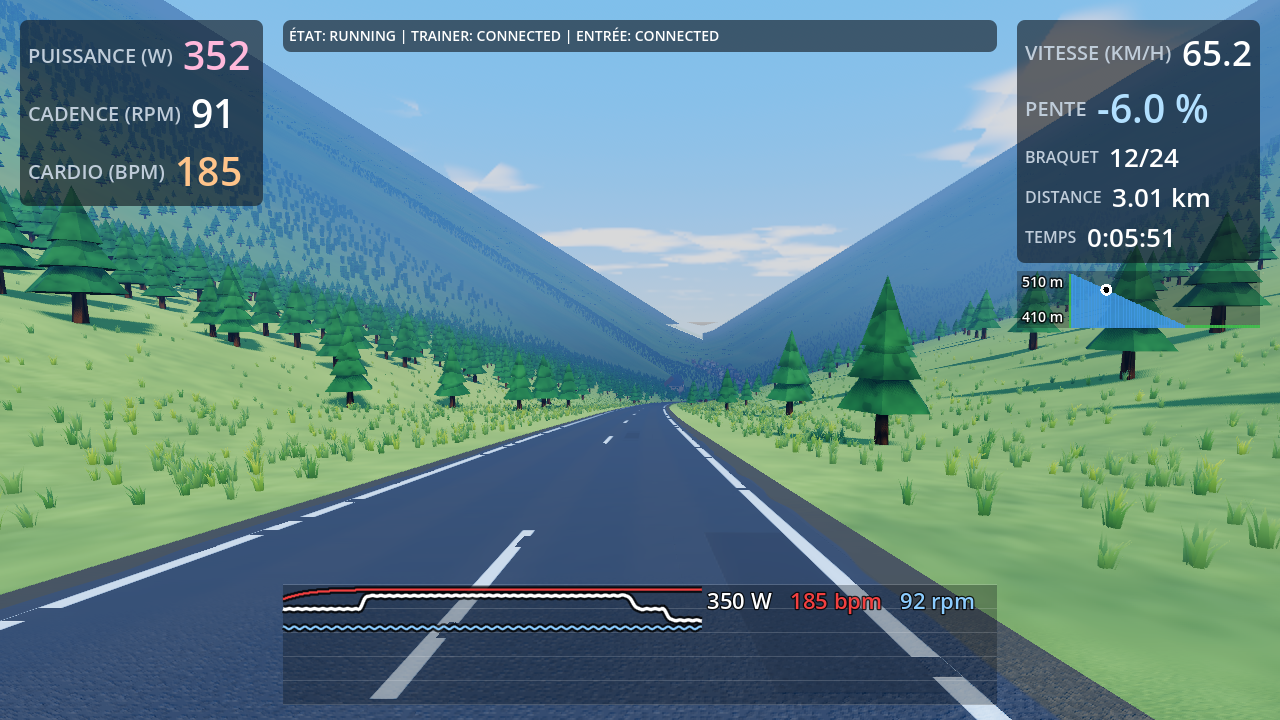 PUISSANCE (W) 352
CADENCE (RPM) 91
CARDIO (BPM) 185
ÉTAT: RUNNING | TRAINER: CONNECTED | ENTRÉE: CONNECTED
VITESSE (KM/H) 65.2
PENTE -6.0 %
BRAQUET 12/24
DISTANCE 3.01 km
TEMPS 0:05:51
510 m
410 m
350 W 185 bpm 92 rpm